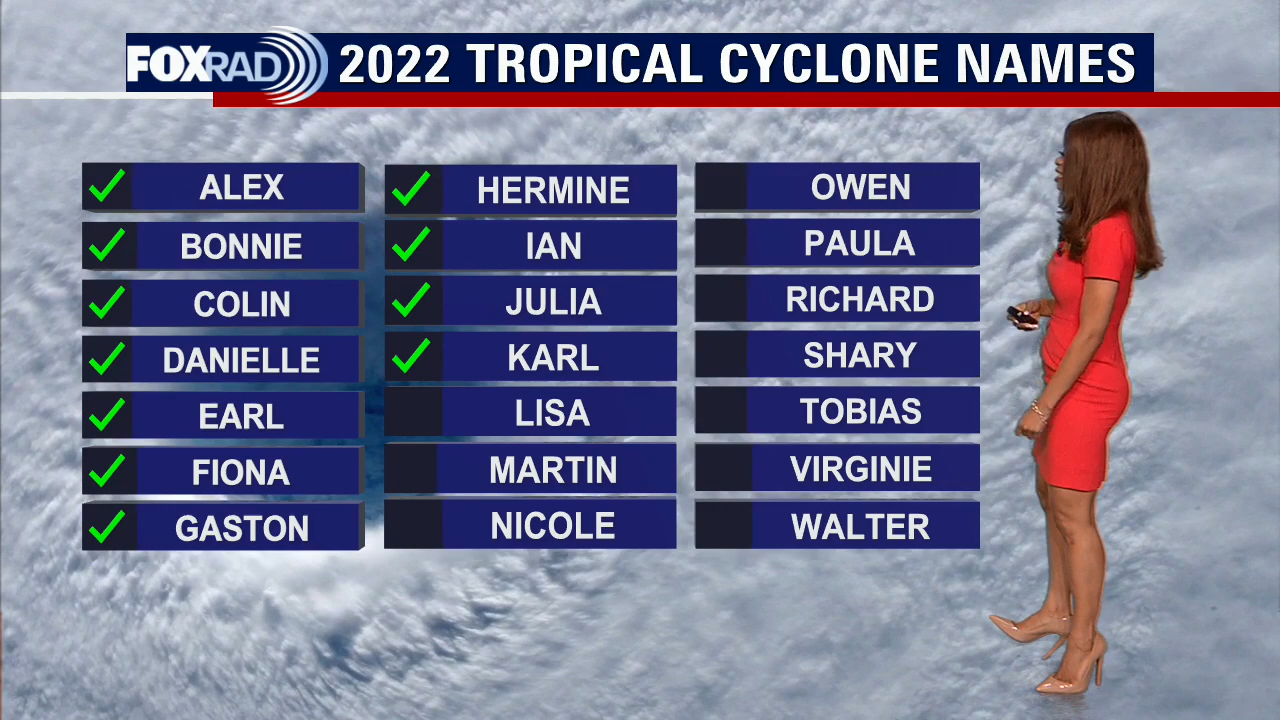 FOXRAD 2022 TROPICAL CYCLONE NAMES
ALEX
BONNIE
COLIN
DANIELLE
EARL
FIONA
GASTON
HERMINE
IAN
JULIA
KARL
LISA
MARTIN
NICOLE
OWEN
PAULA
RICHARD
SHARY
TOBIAS
VIRGINIE
WALTER